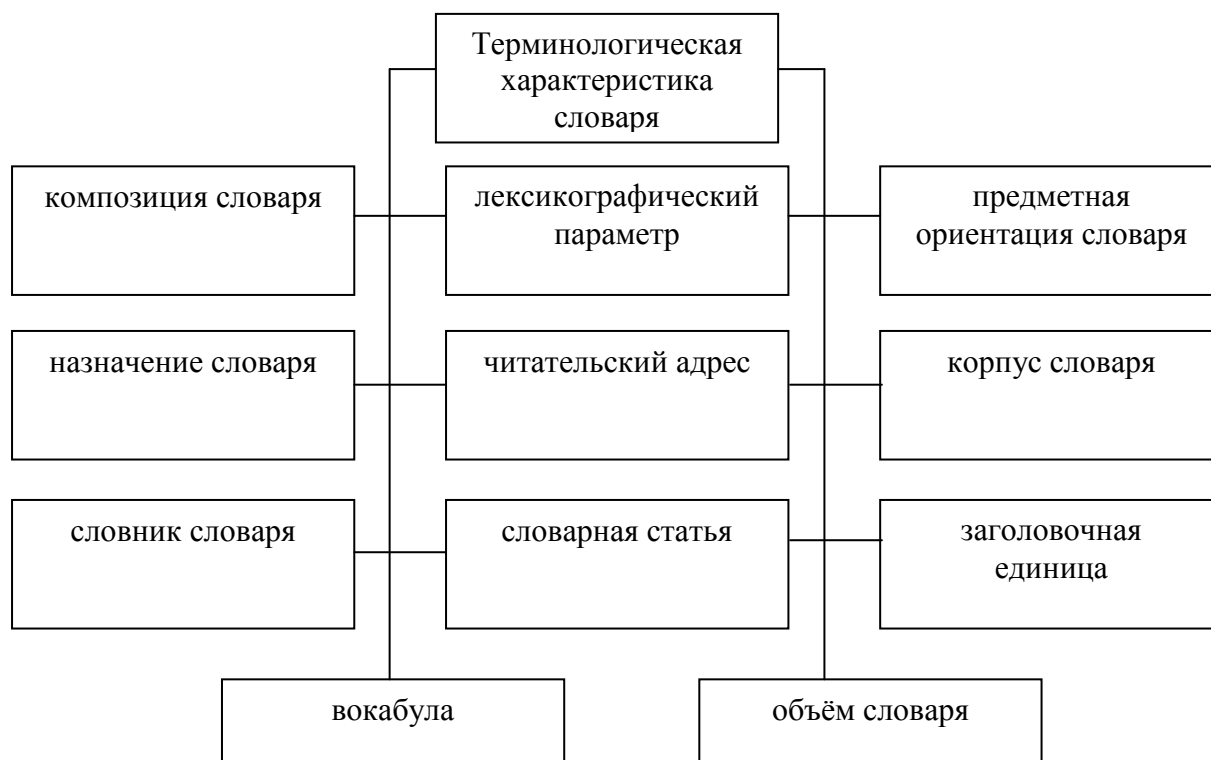 Терминологическая
характеристика
словаря
композиция словаря
лексикографический
параметр
предметная
ориентация словаря
назначение словаря
читательский адрес
корпус словаря
словник словаря
словарная статья
заголовочная
единица
вокабула
объём словаря